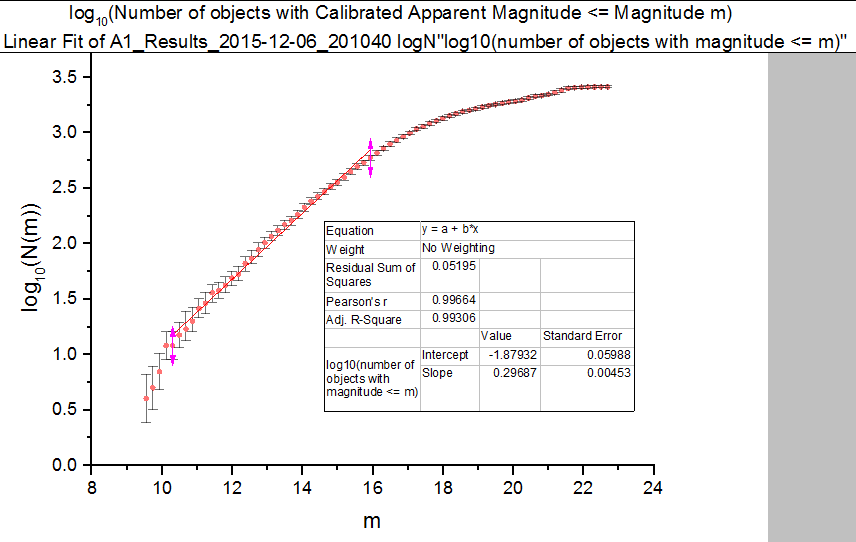 log10(Number of objects with Calibrated Apparent Magnitude <= Magnitude m)
Linear Fit of A1_Results_2015-12-06_201040 logN"log10(number of objects with magnitude <= m)"
3.5
3.0
2.5
2.0
1.5
1.0
0.5
0.0
log10(N(m))
8 10 12 14 16 18 20 22 24
m
Equation y = a + b*x
Weight No Weighting
Residual Sum of Squares 0.05195
Pearson's r 0.99664
Adj. R-Square 0.99306
Value Standard Error
log10(number of objects with magnitude <= m) Intercept -1.87932 0.05988
Slope 0.29687 0.00453